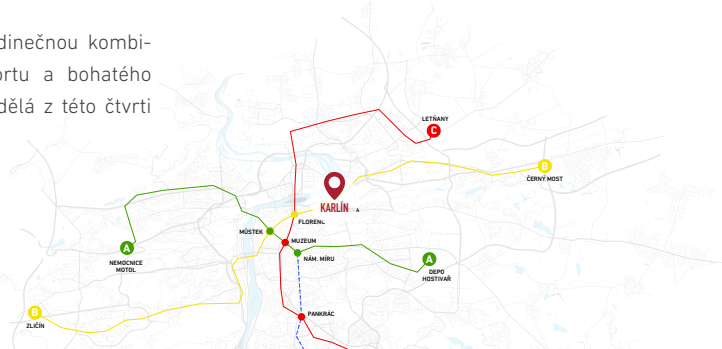 dinečnou kombi-
ortu a bohatého
dělá z této čtvrti
LETŇANY
C
B
ČERNÝ MOST
KARLÍN
A
FLORENC
MŮSTEK
MUZEUM
NÁM. MÍRU
A
NEMOCNICE
MOTOL
A
DEPO
HOSTIVAŘ
B
ZLIČÍN
PANKRÁC